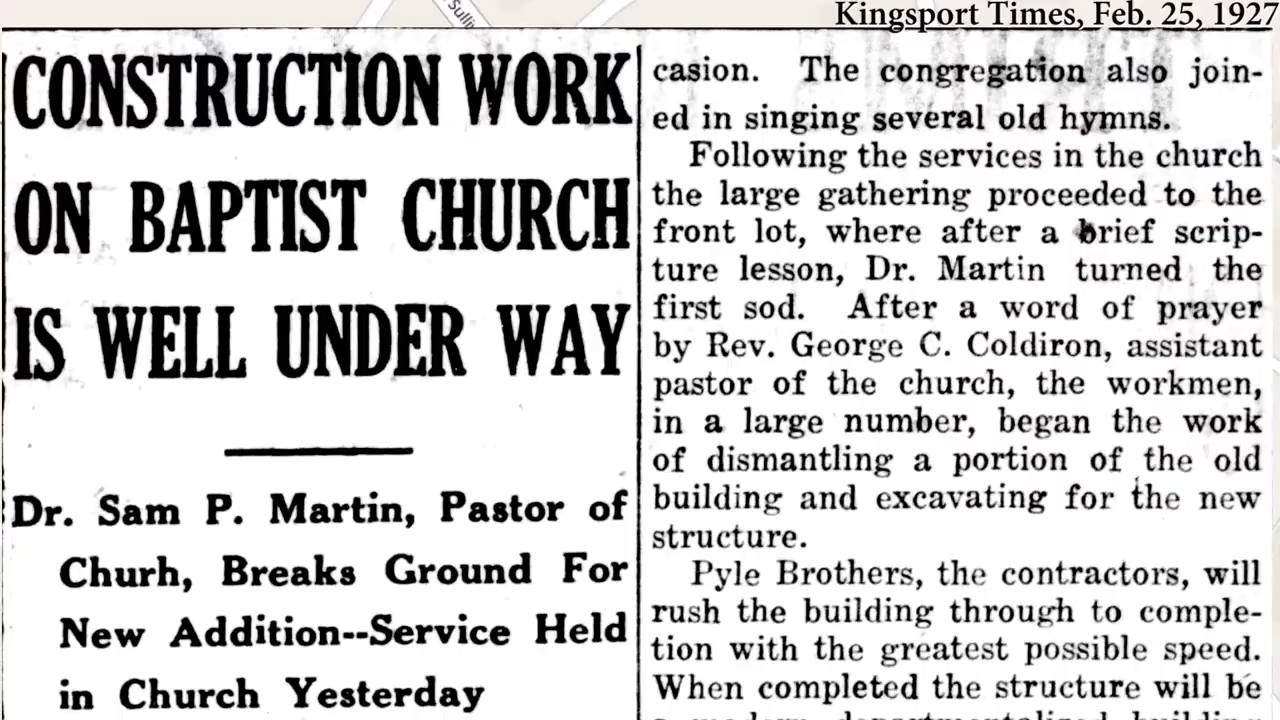 Sulli
Kingsport Times, Feb. 25, 1927
CONSTRUCTION WORK
ON BAPTIST CHURCH
IS WELL UNDER WAY
Dr. Sam P. Martin, Pastor of
Churh, Breaks Ground For
New Addition--Service Held
in Church Yesterday
casion. The congregation also join-
ed in singing several old hymns.
Following the services in the church
the large gathering proceeded to the
front lot, where after a brief scrip-
ture lesson, Dr. Martin turned the
first sod. After a word of prayer
by Rev. George C. Coldiron, assistant
pastor of the church, the workmen,
in a large number, began the work
of dismantling a portion of the old
building and excavating for the new
structure.
Pyle Brothers, the contractors, will
rush the building through to comple-
tion with the greatest possible speed.
When completed the structure will be
a modern departmentalized building